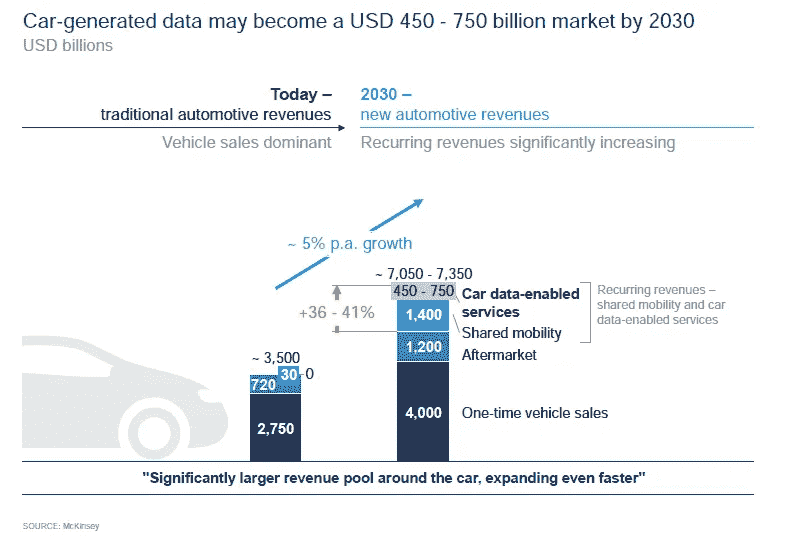 Car-generated data may become a USD 450 - 750 billion market by 2030
USD billions
Today –
traditional automotive revenues
Vehicle sales dominant
2030 –
new automotive revenues
Recurring revenues significantly increasing
~ 5% p.a. growth
~ 7,050 - 7,350
450 - 750
+36 - 41%
1,400
1,200
4,000
Car data-enabled
services
Shared mobility
Aftermarket
One-time vehicle sales
Recurring revenues –
shared mobility and car
data-enabled services
~ 3,500
30
0
720
2,750
"Significantly larger revenue pool around the car, expanding even faster"
SOURCE: McKinsey